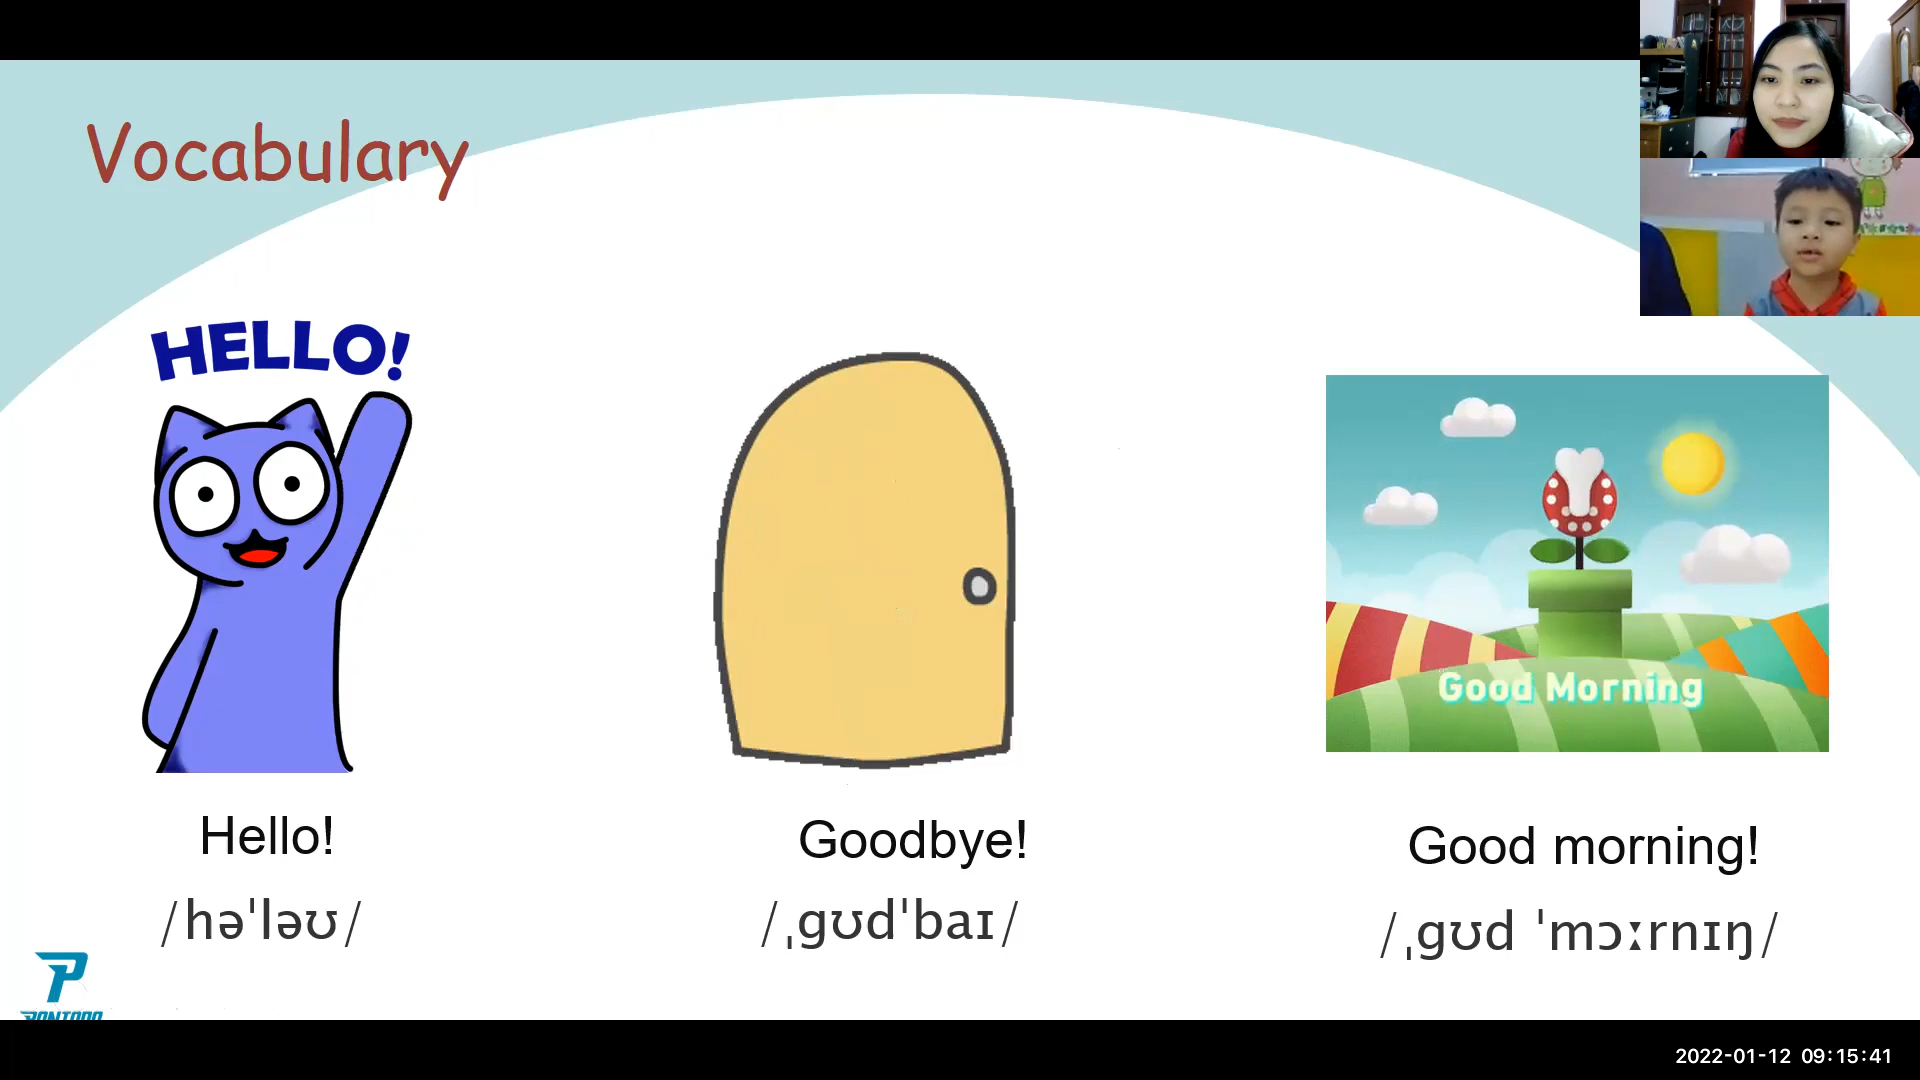 Vocabulary
HELLO!
Good Morning
Hello!
Goodbye!
Good morning!
/həˈləʊ/
/ˌɡʊdˈbaɪ/
/ˌɡʊd ˈmɔːrnɪŋ/
2022-01-12 09:15:41